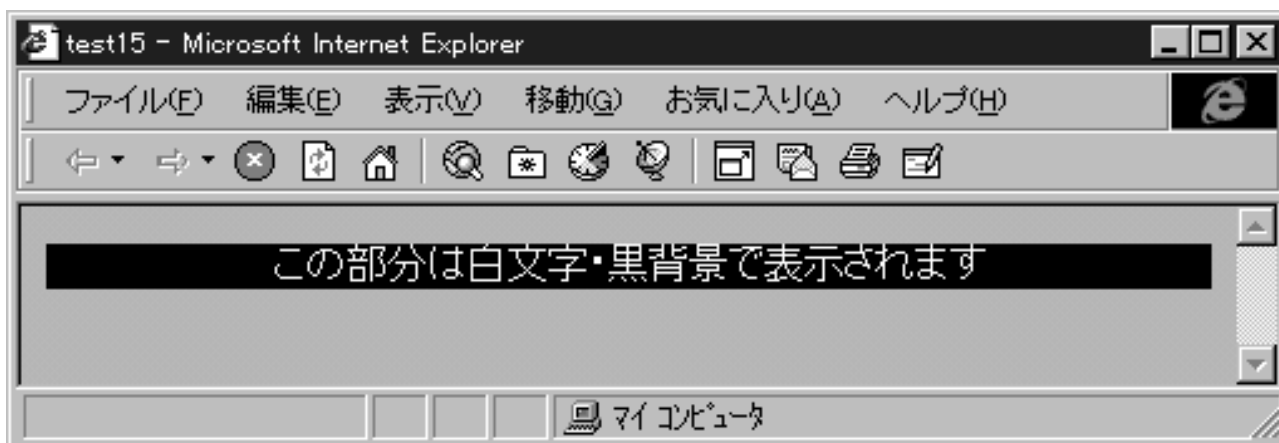 test15 - Microsoft Internet Explorer
ファイル(F) 編集(E) 表示(V) 移動(G) お気に入り(A) ヘルプ(H)
この部分は白文字・黒背景で表示されます
ﾏｲ ｺﾝﾋﾟｭｰﾀ